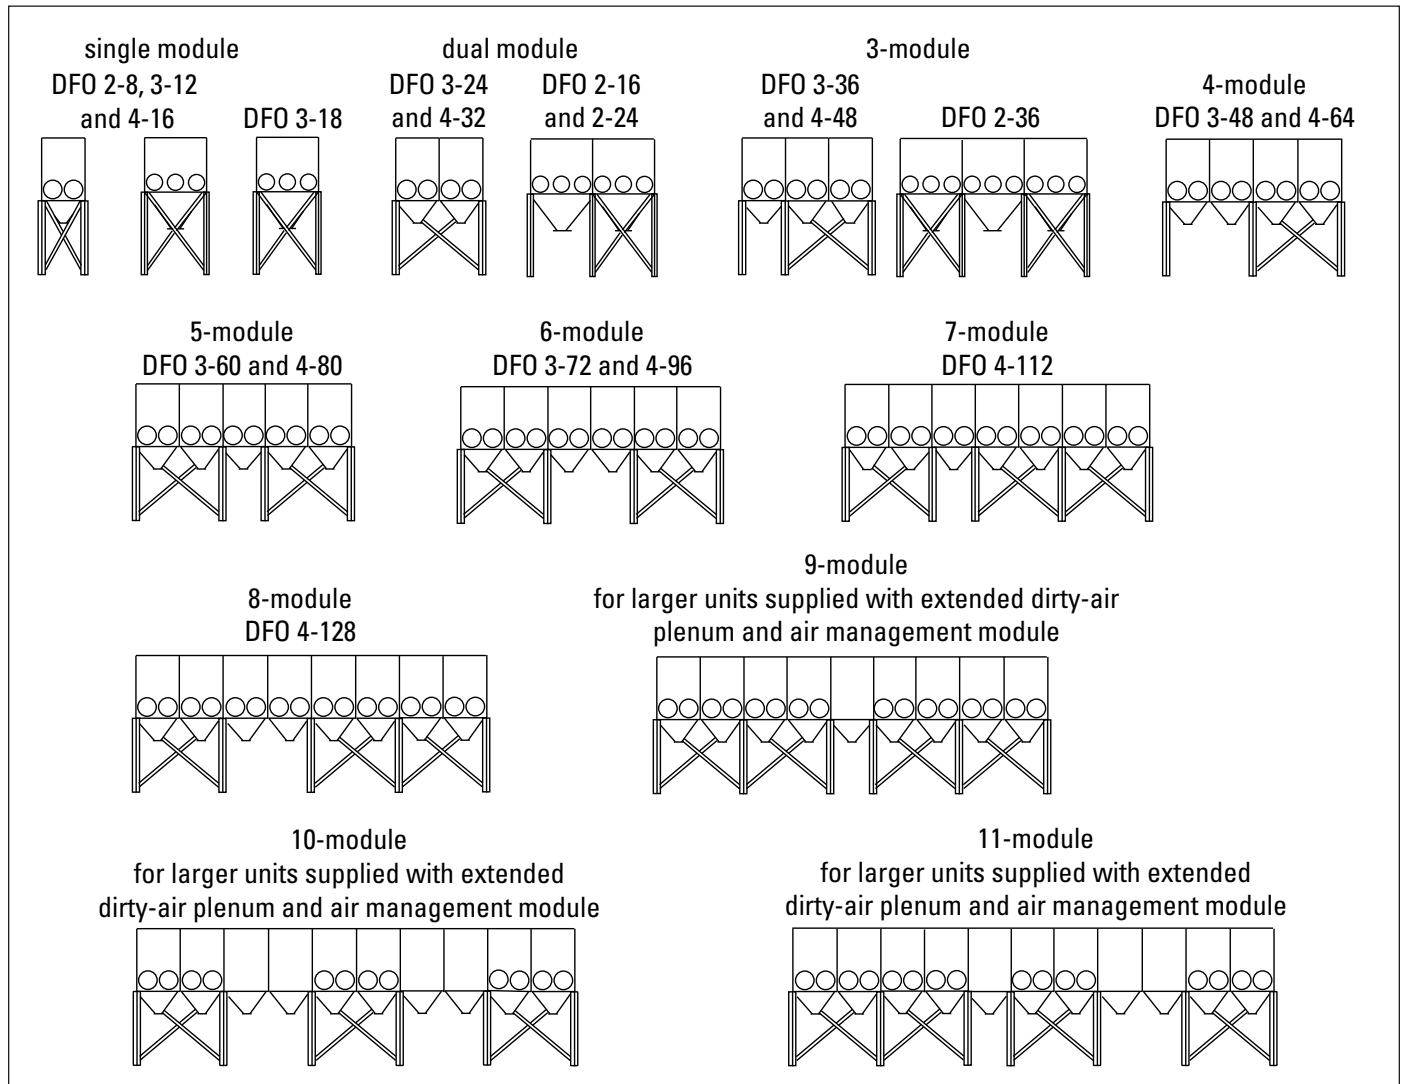 single module
DFO 2-8, 3-12
and 4-16
DFO 3-18
dual module
DFO 3-24
and 4-32
DFO 2-16
and 2-24
3-module
DFO 3-36
and 4-48
DFO 2-36
4-module
DFO 3-48 and 4-64
5-module
DFO 3-60 and 4-80
6-module
DFO 3-72 and 4-96
7-module
DFO 4-112
8-module
DFO 4-128
9-module
for larger units supplied with extended dirty-air
plenum and air management module
10-module
for larger units supplied with extended
dirty-air plenum and air management module
11-module
for larger units supplied with extended
dirty-air plenum and air management module